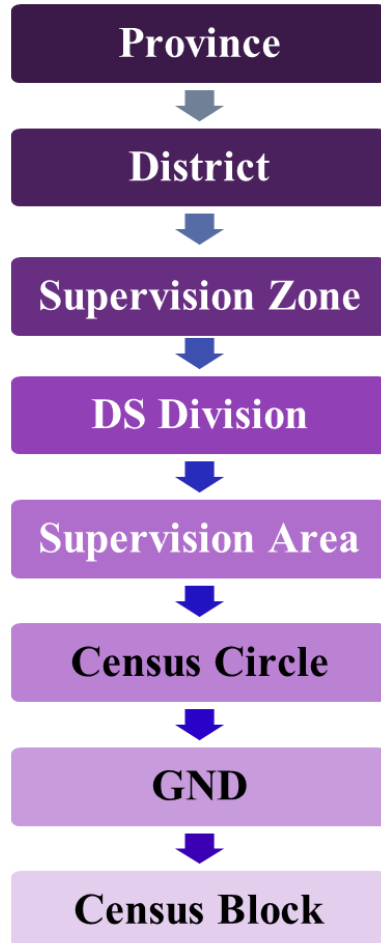 Province
District
Supervision Zone
DS Division
Supervision Area
Census Circle
GND
Census Block